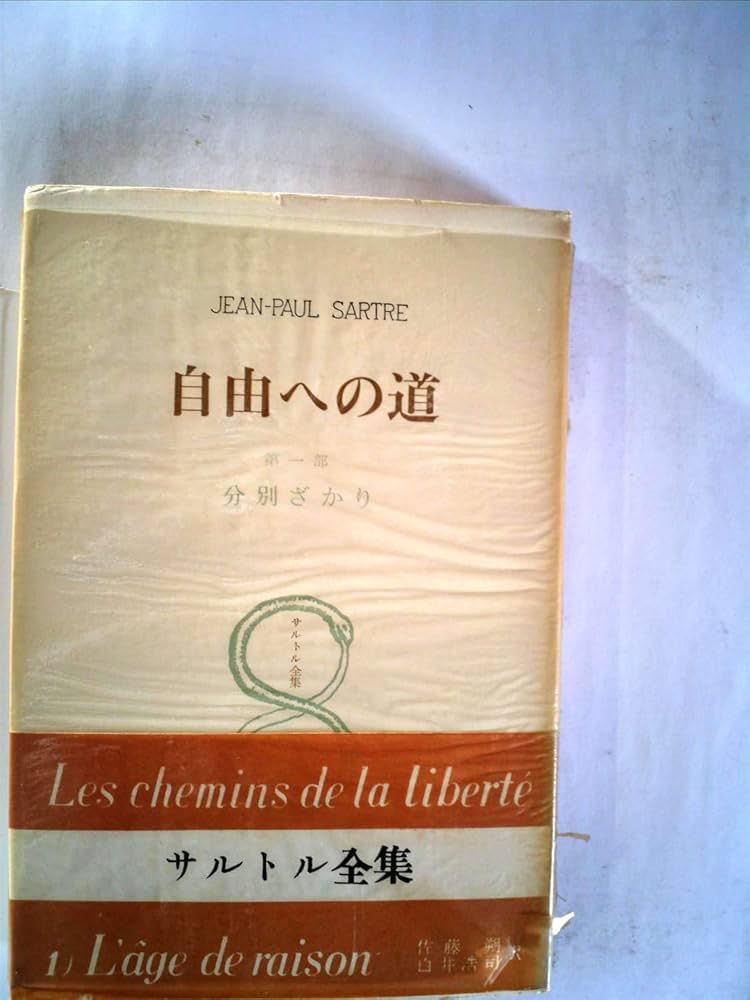 JEAN-PAUL SARTRE
自由への道
第一部
分別ざかり
サルトル全集
Les chemins de la liberté
サルトル全集
1) L'âge de raison
佐藤朔
白井浩司 訳